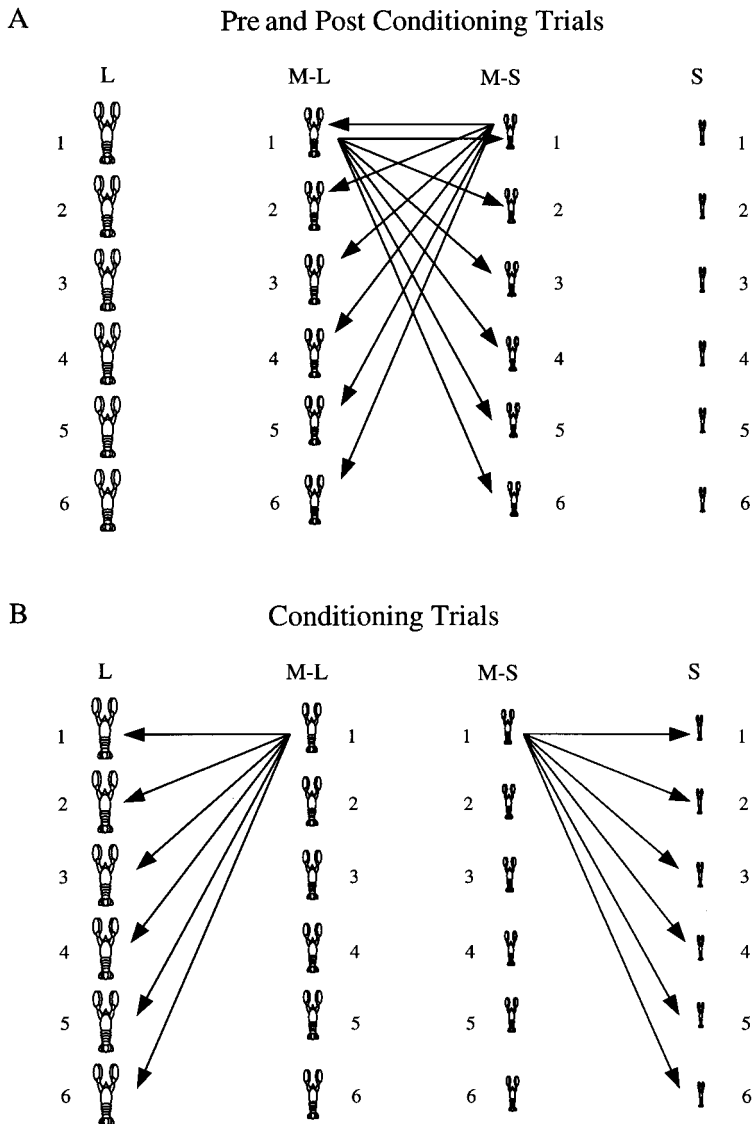 A Pre and Post Conditioning Trials
L M-L M-S S
1 1 1 1
2 2 2 2
3 3 3 3
4 4 4 4
5 5 5 5
6 6 6 6
B Conditioning Trials
L M-L M-S S
1 1 1 1
2 2 2 2
3 3 3 3
4 4 4 4
5 5 5 5
6 6 6 6